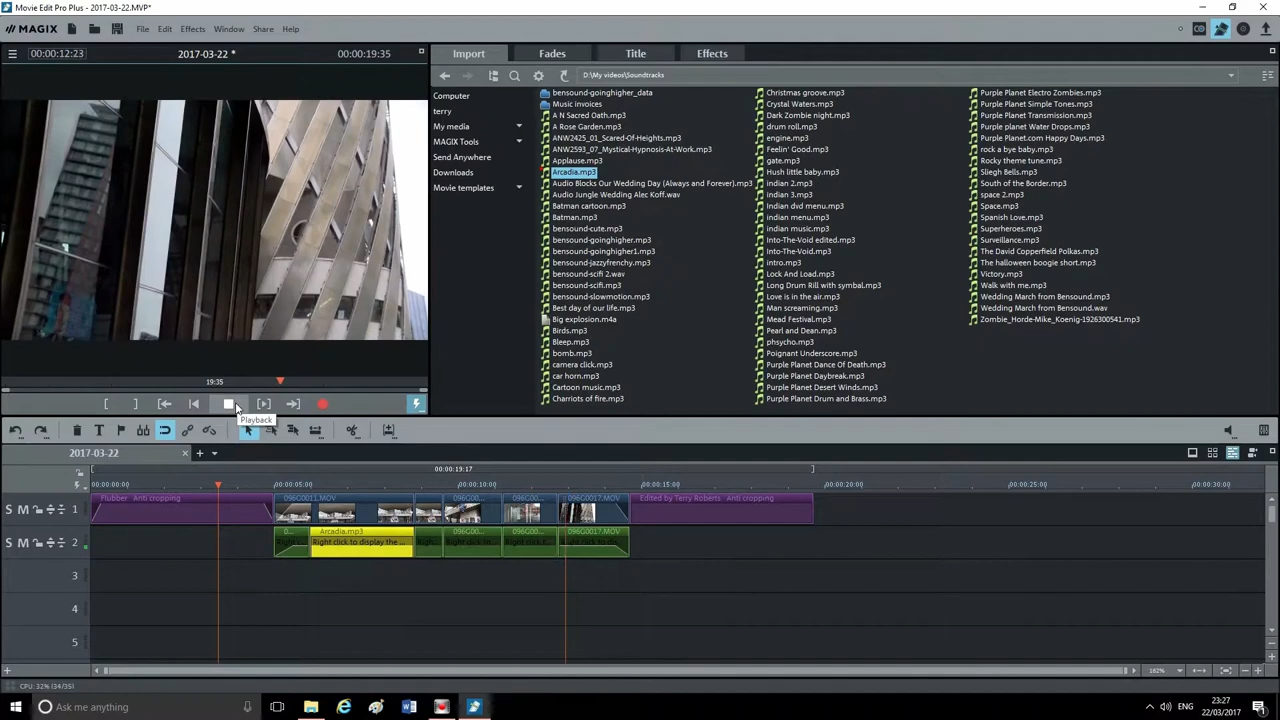 Movie Edit Pro Plus - 2017-03-22.MVP*
MAGIX
File Edit Effects Window Share Help
00:00:12:23 2017-03-22 * 00:00:19:35
Import Fades Title Effects
D:\My videos\Soundtracks
Computer
terry
My media
MAGIX Tools
Send Anywhere
Downloads
Movie templates
bensound-goinghigher_data
Music invoices
A N Sacred Oath.mp3
A Rose Garden.mp3
ANW2425_01_Scared-Of-Heights.mp3
ANW2593_07_Mystical-Hypnosis-At-Work.mp3
Applause.mp3
Arcadia.mp3
Audio Blocks Our Wedding Day (Always and Forever).mp3
Audio Jungle Wedding Alec Koff.wav
Batman cartoon.mp3
Batman.mp3
bensound-cute.mp3
bensound-goinghigher.mp3
bensound-goinghigher1.mp3
bensound-jazzyfrenchy.mp3
bensound-scifi 2.wav
bensound-scifi.mp3
bensound-slowmotion.mp3
Best day of our life.mp3
Big explosion.m4a
Birds.mp3
Bleep.mp3
bomb.mp3
camera click.mp3
car horn.mp3
Cartoon music.mp3
Charriots of fire.mp3
Christmas groove.mp3
Crystal Waters.mp3
Dark Zombie night.mp3
drum roll.mp3
engine.mp3
Feelin' Good.mp3
gate.mp3
Hush little baby.mp3
indian 2.mp3
indian 3.mp3
indian dvd menu.mp3
indian menu.mp3
indian music.mp3
Into-The-Void edited.mp3
Into-The-Void.mp3
intro.mp3
Lock And Load.mp3
Long Drum Rill with symbal.mp3
Love is in the air.mp3
Man screaming.mp3
Mead Festival.mp3
Pearl and Dean.mp3
phsycho.mp3
Poignant Underscore.mp3
Purple Planet Dance Of Death.mp3
Purple Planet Daybreak.mp3
Purple Planet Desert Winds.mp3
Purple Planet Drum and Brass.mp3
Purple Planet Electro Zombies.mp3
Purple Planet Simple Tones.mp3
Purple Planet Transmission.mp3
Purple planet Water Drops.mp3
Purple Planet.com Happy Days.mp3
rock a bye baby.mp3
Rocky theme tune.mp3
Sliegh Bells.mp3
South of the Border.mp3
space 2.mp3
Space.mp3
Spanish Love.mp3
Superheroes.mp3
Surveillance.mp3
The David Copperfield Polkas.mp3
The halloween boogie short.mp3
Victory.mp3
Walk with me.mp3
Wedding March from Bensound.mp3
Wedding March from Bensound.wav
Zombie_Horde-Mike_Koenig-1926300541.mp3
19:35
Playback
2017-03-22
00:00:19:17
00:00:00:00 00:00:05:00 00:00:10:00 00:00:15:00 00:00:20:00 00:00:25:00 00:00:30:00
S M 1
Flubber Anti cropping 096G0011.MOV 096G00... 096G00... 096G0017.MOV Edited by Terry Roberts Anti cropping
S M 2
D... Arcadia.mp3 096G00... 096G00... 096G0017.MOV
Right click to display the ...
3
4
5
162%
CPU: 32% (34/35)
Ask me anything
ENG
23:27
22/03/2017